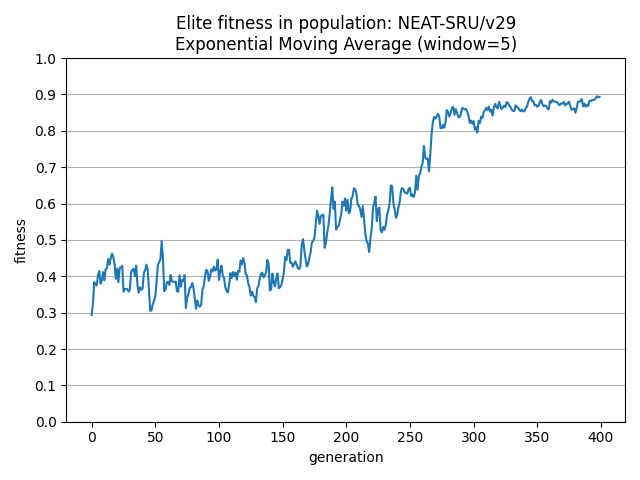 Elite fitness in population: NEAT-SRU/v29
Exponential Moving Average (window=5)
1.0
0.9
0.8
0.7
0.6
0.5
0.4
0.3
0.2
0.1
0.0
fitness
0 50 100 150 200 250 300 350 400
generation